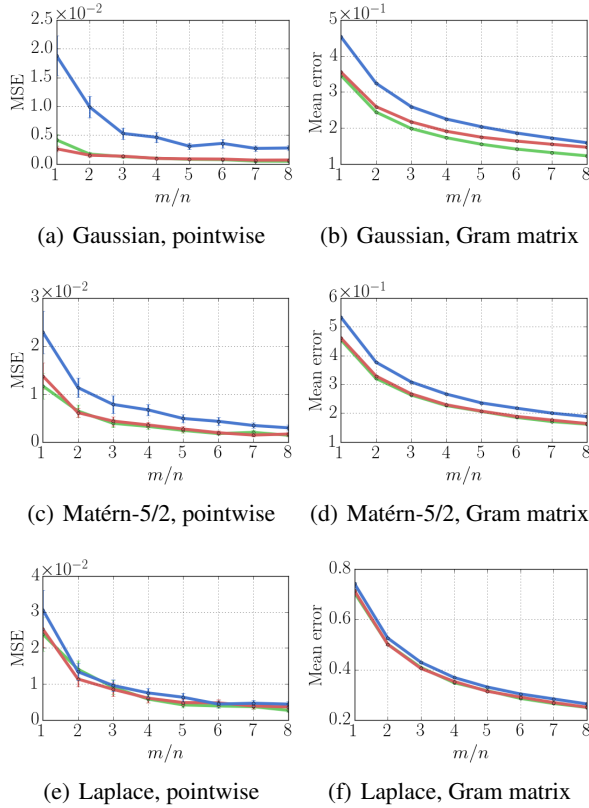 ×10⁻²
2.5
2.0
1.5
1.0
0.5
0.0
MSE
1 2 3 4 5 6 7 8
m/n
(a) Gaussian, pointwise
×10⁻¹
5
4
3
2
1
Mean error
1 2 3 4 5 6 7 8
m/n
(b) Gaussian, Gram matrix
×10⁻²
3
2
1
0
MSE
1 2 3 4 5 6 7 8
m/n
(c) Matérn-5/2, pointwise
×10⁻¹
6
5
4
3
2
1
Mean error
1 2 3 4 5 6 7 8
m/n
(d) Matérn-5/2, Gram matrix
×10⁻²
4
3
2
1
0
MSE
1 2 3 4 5 6 7 8
m/n
(e) Laplace, pointwise
0.8
0.6
0.4
0.2
Mean error
1 2 3 4 5 6 7 8
m/n
(f) Laplace, Gram matrix